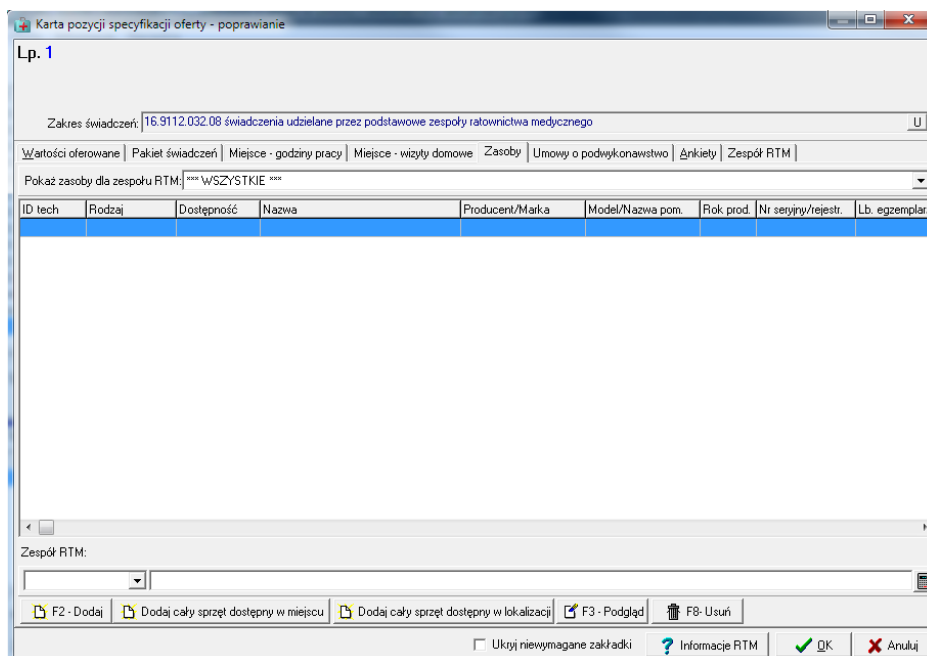 Karta pozycji specyfikacji oferty - poprawianie
Lp. 1
Zakres świadczeń: 16.9112.032.08 świadczenia udzielane przez podstawowe zespoły ratownictwa medycznego U
Wartości oferowane Pakiet świadczeń Miejsce - godziny pracy Miejsce - wizyty domowe Zasoby Umowy o podwykonawstwo Ankiety Zespół RTM
Pokaż zasoby dla zespołu RTM: *** WSZYSTKIE ***
ID tech Rodzaj Dostępność Nazwa Producent/Marka Model/Nazwa pom. Rok prod. Nr seryjny/rejestr. Lb. egzemplar
Zespół RTM:
F2 - Dodaj Dodaj cały sprzęt dostępny w miejscu Dodaj cały sprzęt dostępny w lokalizacji F3 - Podgląd F8- Usuń
Ukryj niewymagane zakładki ? Informacje RTM OK Anuluj